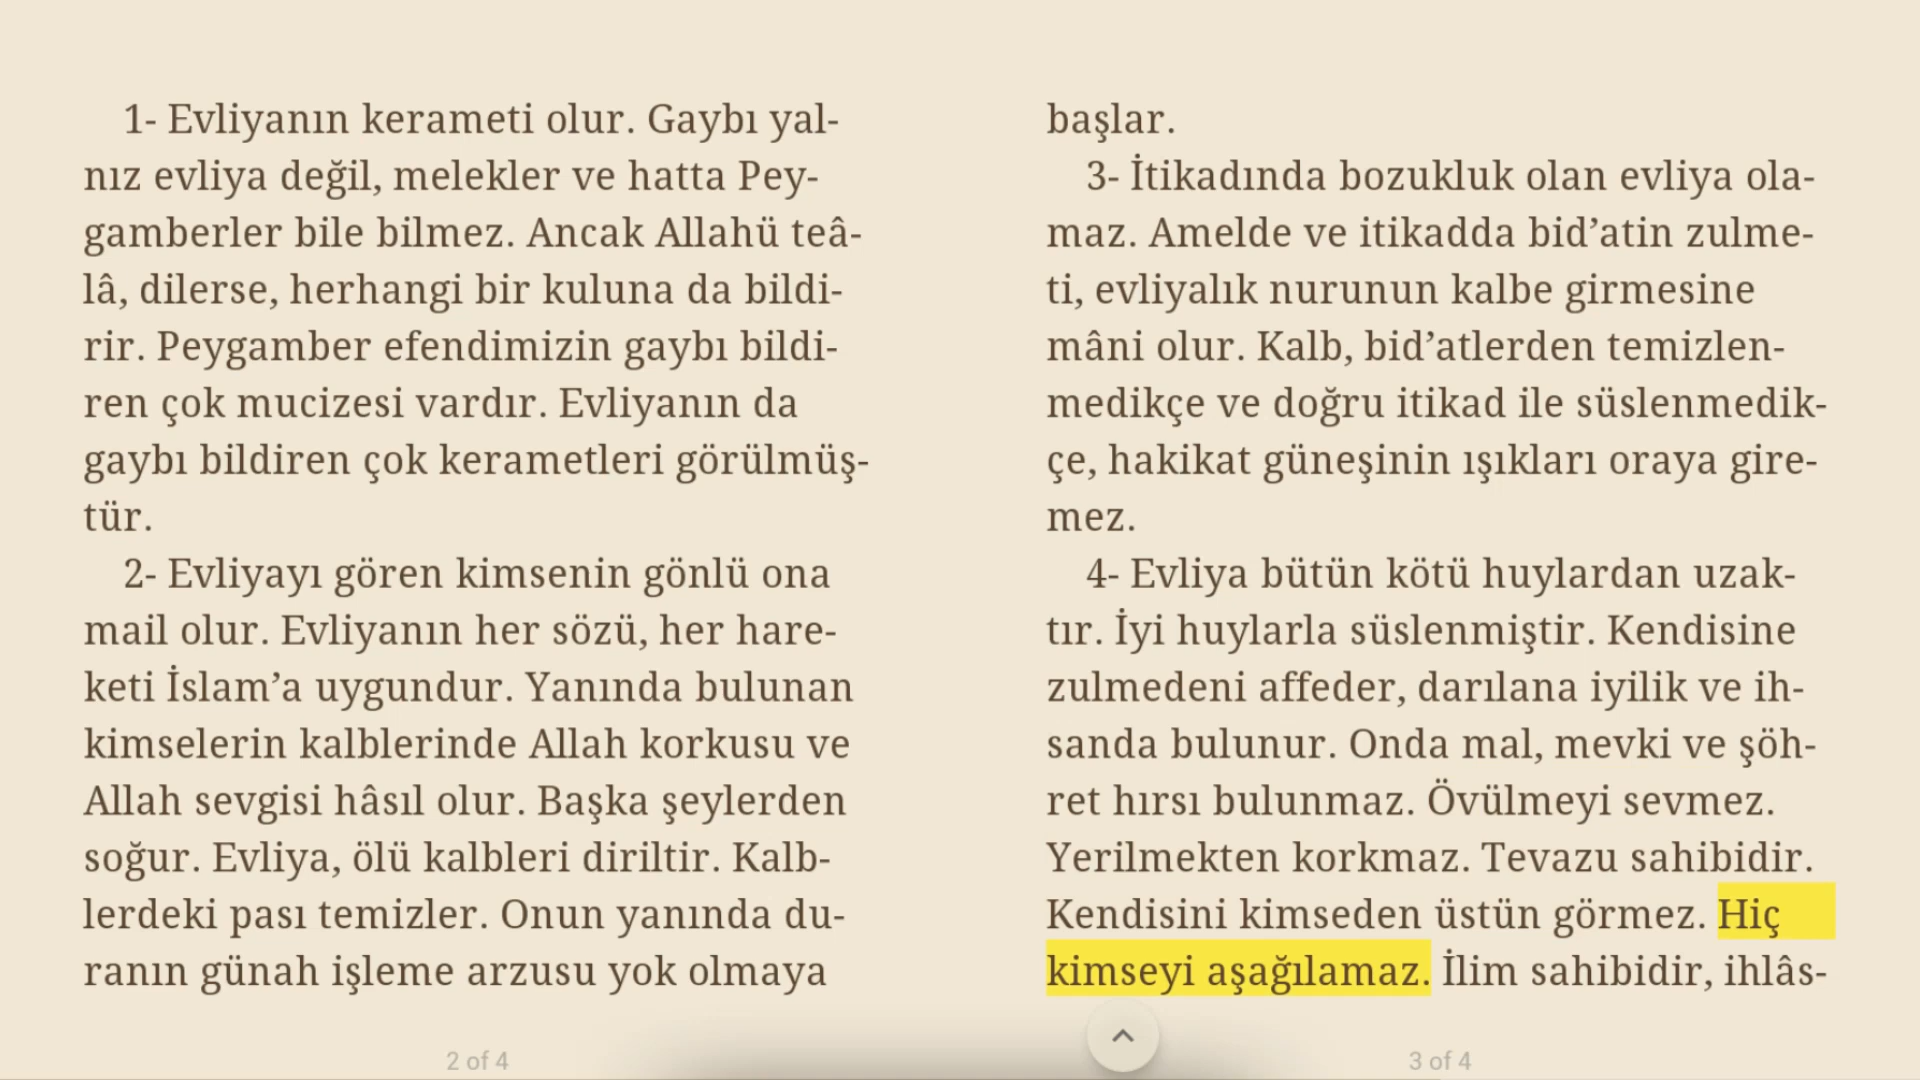 1- Evliyanın kerameti olur. Gaybı yal-
nız evliya değil, melekler ve hatta Pey-
gamberler bile bilmez. Ancak Allahü teâ-
lâ, dilerse, herhangi bir kuluna da bildi-
rir. Peygamber efendimizin gaybı bildi-
ren çok mucizesi vardır. Evliyanın da
gaybı bildiren çok kerametleri görülmüş-
tür.
2- Evliyayı gören kimsenin gönlü ona
mail olur. Evliyanın her sözü, her hare-
keti İslam’a uygundur. Yanında bulunan
kimselerin kalblerinde Allah korkusu ve
Allah sevgisi hâsıl olur. Başka şeylerden
soğur. Evliya, ölü kalbleri diriltir. Kalb-
lerdeki pası temizler. Onun yanında du-
ranın günah işleme arzusu yok olmaya
2 of 4
başlar.
3- İtikadında bozukluk olan evliya ola-
maz. Amelde ve itikadda bid’atin zulme-
ti, evliyalık nurunun kalbe girmesine
mâni olur. Kalb, bid’atlerden temizlen-
medikçe ve doğru itikad ile süslenmedik-
çe, hakikat güneşinin ışıkları oraya gire-
mez.
4- Evliya bütün kötü huylardan uzak-
tır. İyi huylarla süslenmiştir. Kendisine
zulmedeni affeder, darılana iyilik ve ih-
sanda bulunur. Onda mal, mevki ve şöh-
ret hırsı bulunmaz. Övülmeyi sevmez.
Yerilmekten korkmaz. Tevazu sahibidir.
Kendisini kimseden üstün görmez. Hiç
kimseyi aşağılamaz. İlim sahibidir, ihlâs-
3 of 4